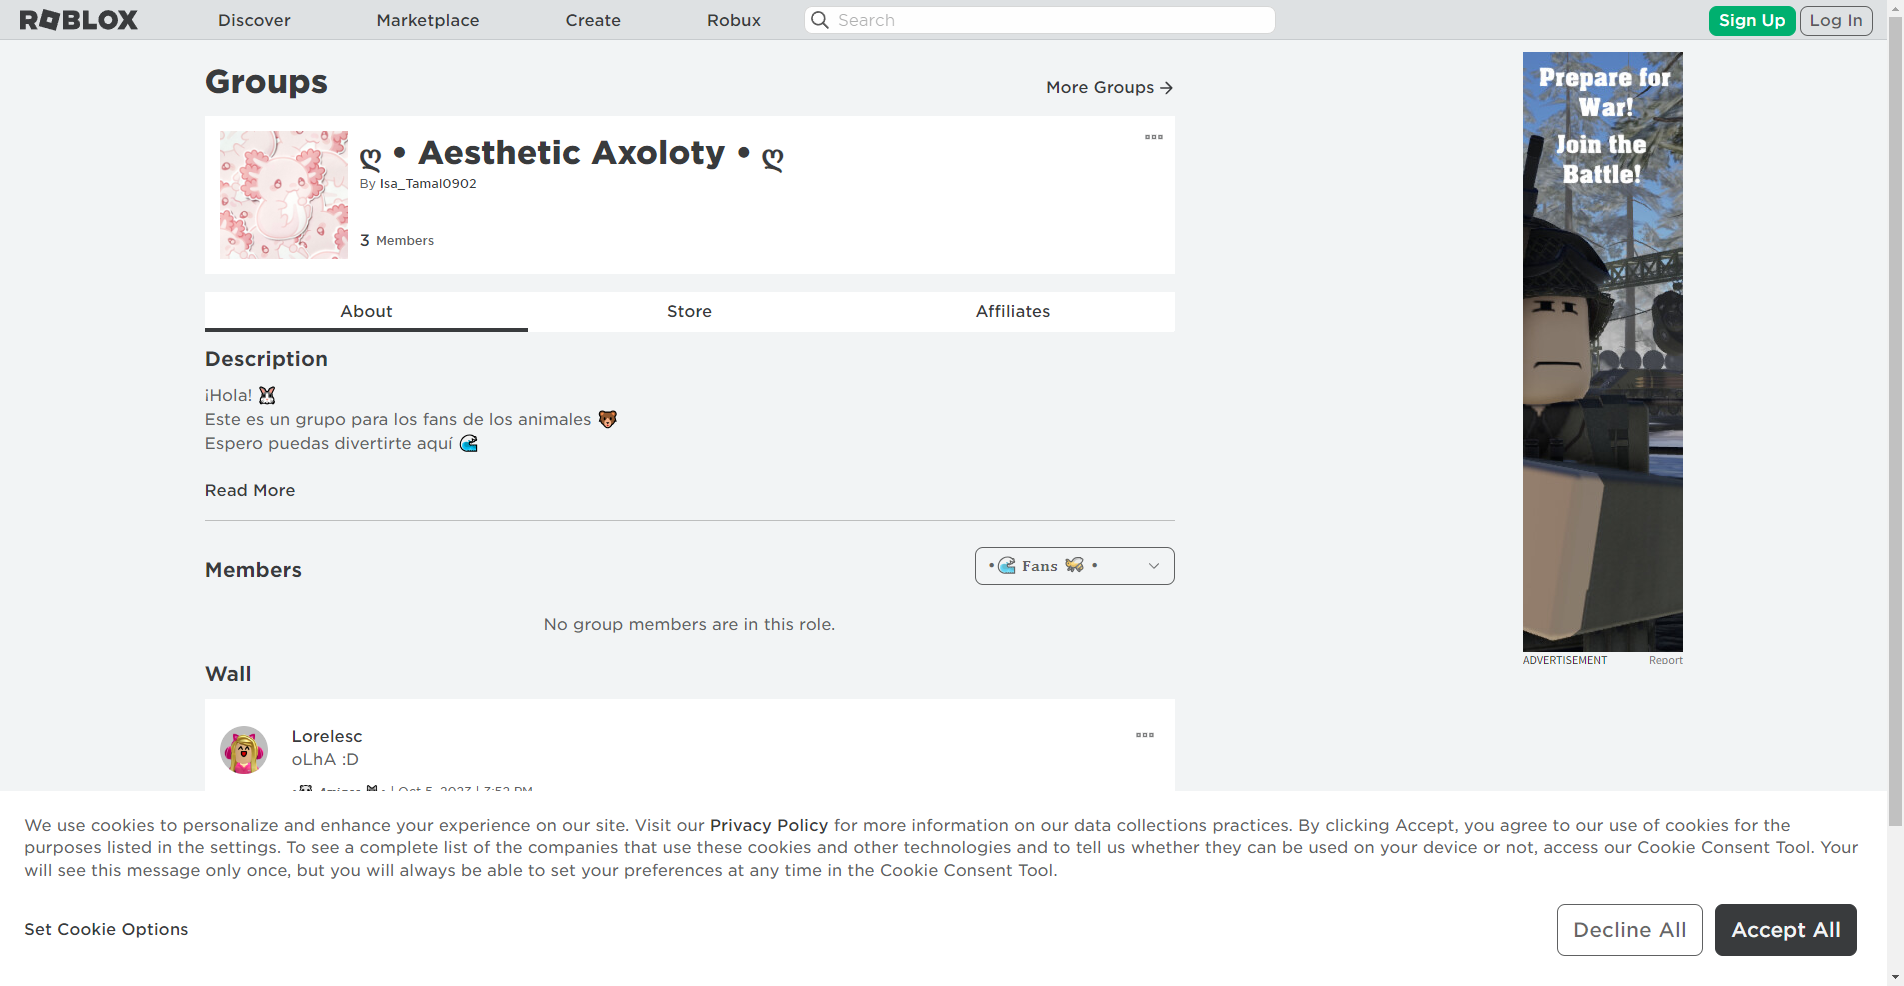 ROBLOX
Discover
Marketplace
Create
Robux
Search
Sign Up
Log In
Groups
More Groups →
ღ • Aesthetic Axoloty • ღ
By Isa_Tamal0902
3 Members
About
Store
Affiliates
Description
¡Hola! 🐰
Este es un grupo para los fans de los animales 🐻
Espero puedas divertirte aquí 🌊
Read More
Members
•🌊 Fans 🐡 •
No group members are in this role.
Wall
Lorelesc
oLhA :D
Oct 5, 2023 | 3:52 PM
Prepare for
War!
Join the
Battle!
ADVERTISEMENT
Report
We use cookies to personalize and enhance your experience on our site. Visit our Privacy Policy for more information on our data collections practices. By clicking Accept, you agree to our use of cookies for the
purposes listed in the settings. To see a complete list of the companies that use these cookies and other technologies and to tell us whether they can be used on your device or not, access our Cookie Consent Tool. Your
will see this message only once, but you will always be able to set your preferences at any time in the Cookie Consent Tool.
Set Cookie Options
Decline All
Accept All